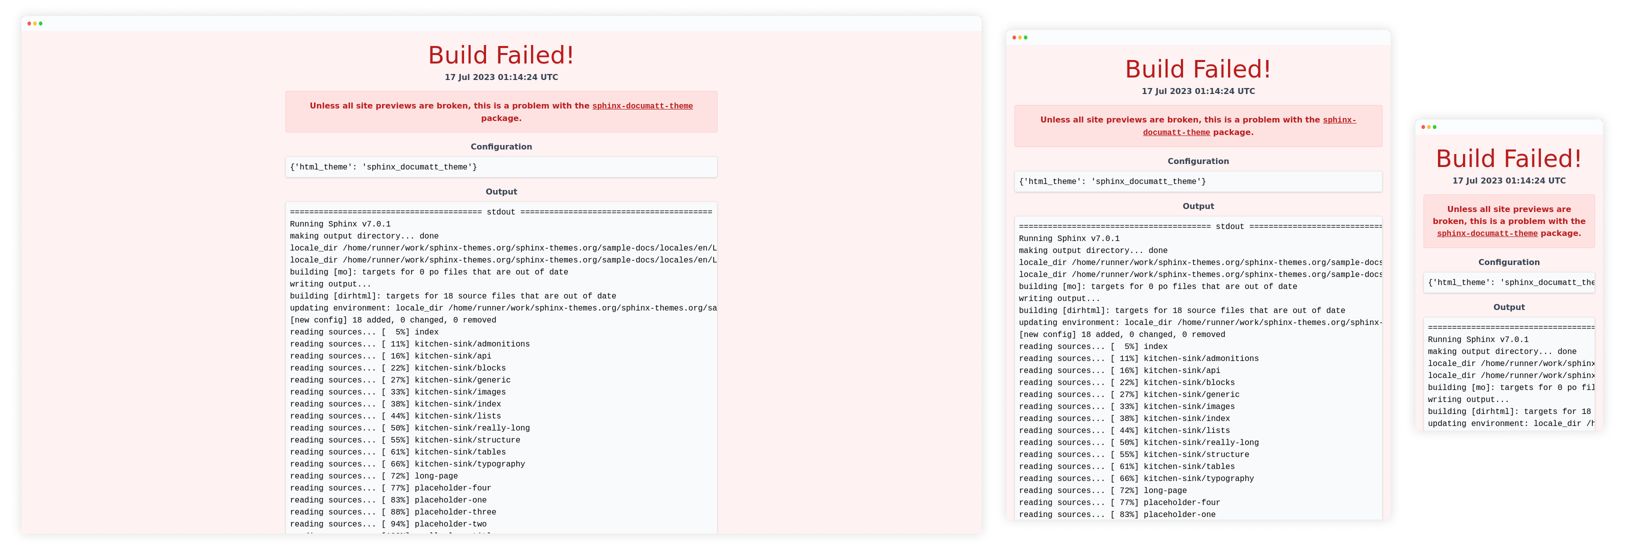 Build Failed!
17 Jul 2023 01:14:24 UTC
Unless all site previews are broken, this is a problem with the sphinx-documatt-theme
package.
Configuration
{'html_theme': 'sphinx_documatt_theme'}
Output
======================================== stdout ========================================
Running Sphinx v7.0.1
making output directory... done
locale_dir /home/runner/work/sphinx-themes.org/sphinx-themes.org/sample-docs/locales/en/L
locale_dir /home/runner/work/sphinx-themes.org/sphinx-themes.org/sample-docs/locales/en/L
building [mo]: targets for 0 po files that are out of date
writing output...
building [dirhtml]: targets for 18 source files that are out of date
updating environment: locale_dir /home/runner/work/sphinx-themes.org/sphinx-themes.org/sa
[new config] 18 added, 0 changed, 0 removed
reading sources... [  5%] index
reading sources... [ 11%] kitchen-sink/admonitions
reading sources... [ 16%] kitchen-sink/api
reading sources... [ 22%] kitchen-sink/blocks
reading sources... [ 27%] kitchen-sink/generic
reading sources... [ 33%] kitchen-sink/images
reading sources... [ 38%] kitchen-sink/index
reading sources... [ 44%] kitchen-sink/lists
reading sources... [ 50%] kitchen-sink/really-long
reading sources... [ 55%] kitchen-sink/structure
reading sources... [ 61%] kitchen-sink/tables
reading sources... [ 66%] kitchen-sink/typography
reading sources... [ 72%] long-page
reading sources... [ 77%] placeholder-four
reading sources... [ 83%] placeholder-one
reading sources... [ 88%] placeholder-three
reading sources... [ 94%] placeholder-two
Build Failed!
17 Jul 2023 01:14:24 UTC
Unless all site previews are broken, this is a problem with the sphinx-
documatt-theme package.
Configuration
{'html_theme': 'sphinx_documatt_theme'}
Output
======================================== stdout ============================
Running Sphinx v7.0.1
making output directory... done
locale_dir /home/runner/work/sphinx-themes.org/sphinx-themes.org/sample-docs
locale_dir /home/runner/work/sphinx-themes.org/sphinx-themes.org/sample-docs
building [mo]: targets for 0 po files that are out of date
writing output...
building [dirhtml]: targets for 18 source files that are out of date
updating environment: locale_dir /home/runner/work/sphinx-themes.org/sphinx-
[new config] 18 added, 0 changed, 0 removed
reading sources... [  5%] index
reading sources... [ 11%] kitchen-sink/admonitions
reading sources... [ 16%] kitchen-sink/api
reading sources... [ 22%] kitchen-sink/blocks
reading sources... [ 27%] kitchen-sink/generic
reading sources... [ 33%] kitchen-sink/images
reading sources... [ 38%] kitchen-sink/index
reading sources... [ 44%] kitchen-sink/lists
reading sources... [ 50%] kitchen-sink/really-long
reading sources... [ 55%] kitchen-sink/structure
reading sources... [ 61%] kitchen-sink/tables
reading sources... [ 66%] kitchen-sink/typography
reading sources... [ 72%] long-page
reading sources... [ 77%] placeholder-four
reading sources... [ 83%] placeholder-one
Build Failed!
17 Jul 2023 01:14:24 UTC
Unless all site previews are
broken, this is a problem with the
sphinx-documatt-theme package.
Configuration
{'html_theme': 'sphinx_documatt_the
Output
===================================
Running Sphinx v7.0.1
making output directory... done
locale_dir /home/runner/work/sphinx
locale_dir /home/runner/work/sphinx
building [mo]: targets for 0 po fil
writing output...
building [dirhtml]: targets for 18
updating environment: locale_dir /h